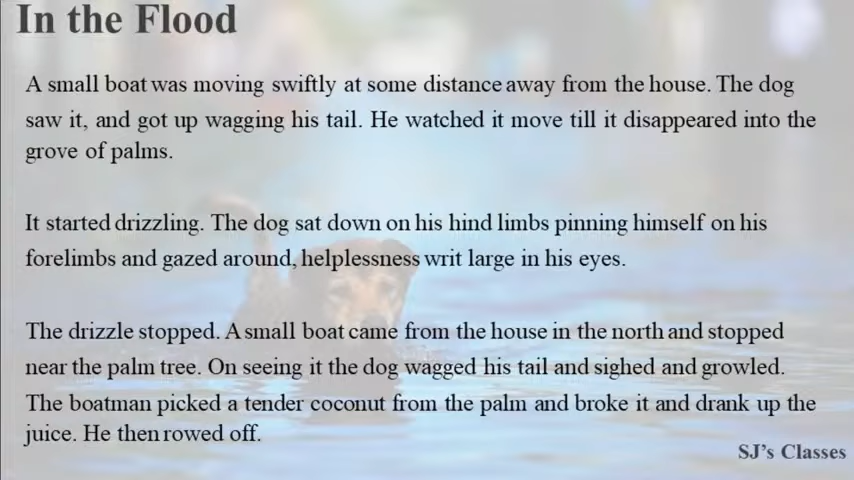 In the Flood
A small boat was moving swiftly at some distance away from the house. The dog
saw it, and got up wagging his tail. He watched it move till it disappeared into the
grove of palms.
It started drizzling. The dog sat down on his hind limbs pinning himself on his
forelimbs and gazed around, helplessness writ large in his eyes.
The drizzle stopped. A small boat came from the house in the north and stopped
near the palm tree. On seeing it the dog wagged his tail and sighed and growled.
The boatman picked a tender coconut from the palm and broke it and drank up the
juice. He then rowed off.
SJ's Classes